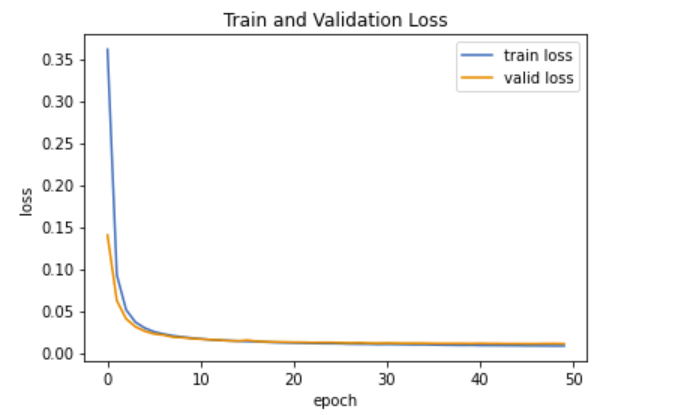 Train and Validation Loss
train loss
valid loss
0.35
0.30
0.25
0.20
0.15
0.10
0.05
0.00
loss
0 10 20 30 40 50
epoch